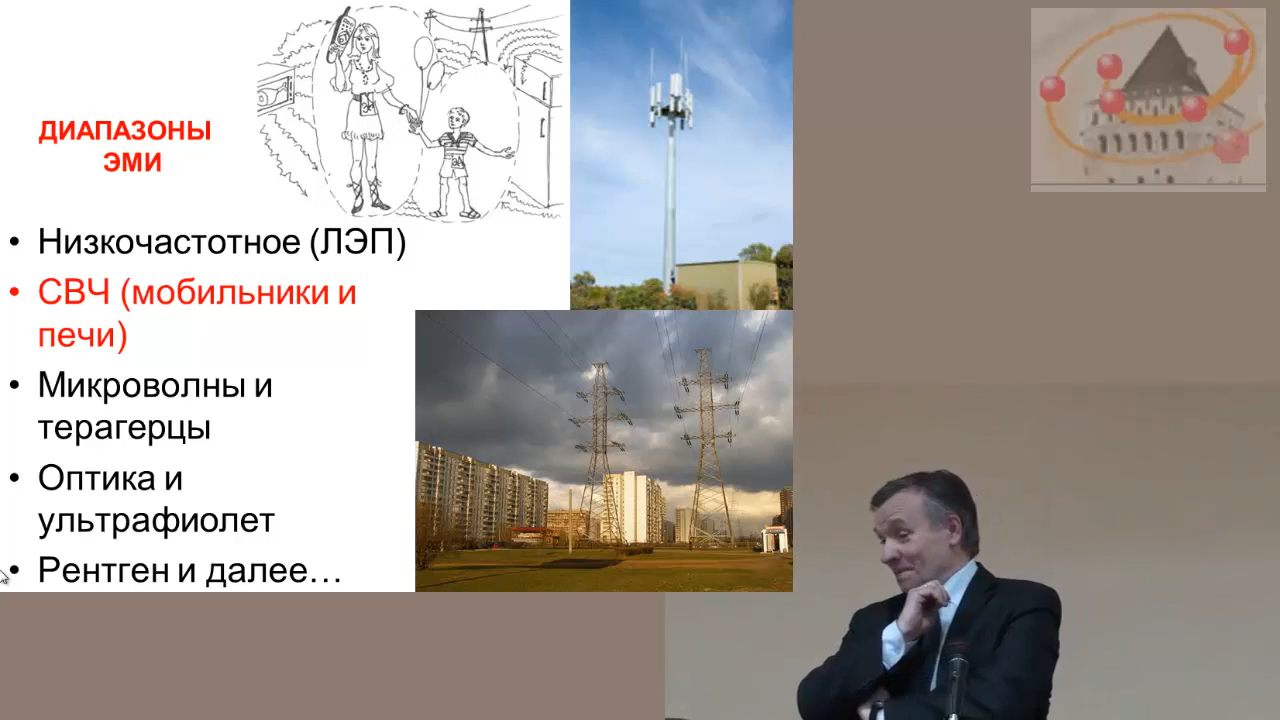 ДИАПАЗОНЫ
ЭМИ
• Низкочастотное (ЛЭП)
• СВЧ (мобильники и
печи)
• Микроволны и
терагерцы
• Оптика и
ультрафиолет
• Рентген и далее…